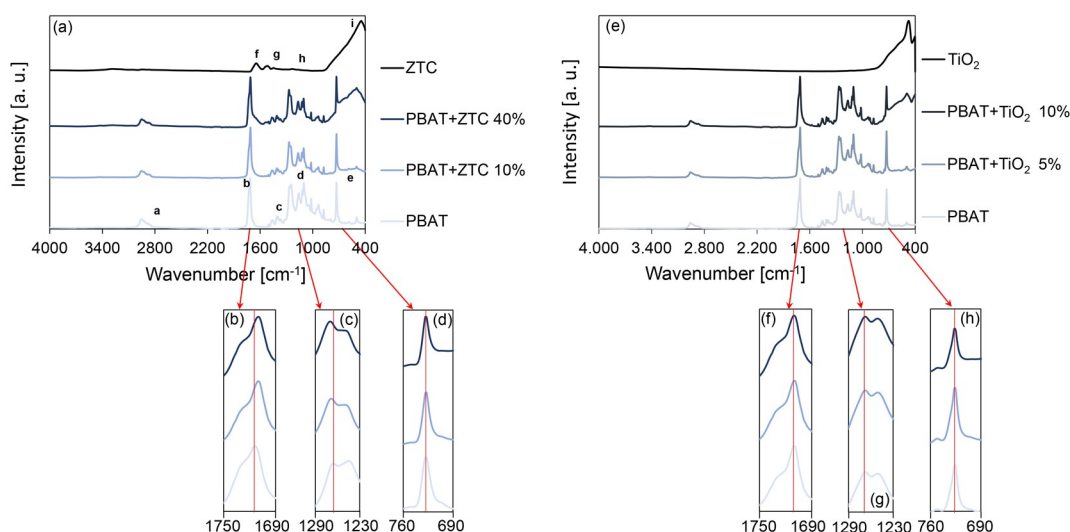 (a)
i
f
g
h
ZTC
PBAT+ZTC 40%
PBAT+ZTC 10%
b
d
e
a
c
PBAT
Intensity [a. u.]
4000 3400 2800 2200 1600 1000 400
Wavenumber [cm-1]
(b)
(c)
(d)
1750 1690
1290 1230
760 690
(e)
TiO2
PBAT+TiO2 10%
PBAT+TiO2 5%
PBAT
Intensity [a. u.]
4.000 3.400 2.800 2.200 1.600 1.000 400
Wavenumber [cm-1]
(f)
(h)
(g)
1750 1690
1290 1230
760 690